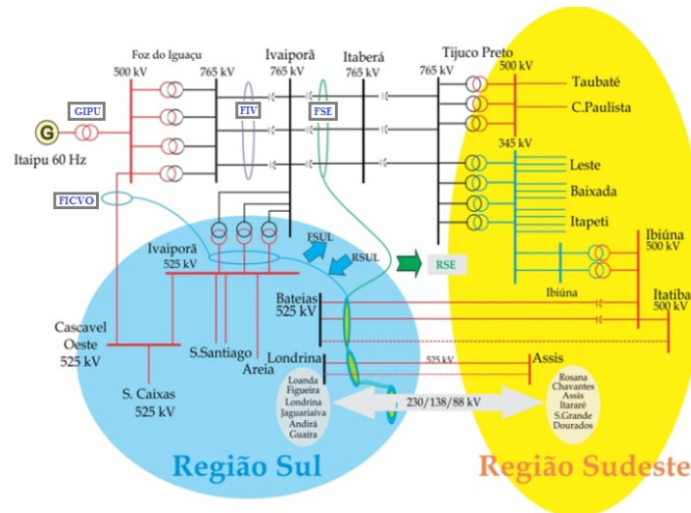 Foz do Iguaçu
500 kV
765 kV
Ivaiporã
765 kV
Itaberá
765 kV
Tijuco Preto
765 kV
500 kV
Taubaté
C.Paulista
GIPU
FIV
FSE
G
Itaipu 60 Hz
345 kV
Leste
Baixada
Itapeti
FICVO
Ivaiporã
525 kV
FSUL
RSUL
RSE
Ibiúna
Ibiúna
500 kV
Bateias
525 kV
Itatiba
500 kV
Cascavel
Oeste
525 kV
S.Santiago
Areia
S. Caixas
525 kV
Londrina
525 kV
Assis
Loanda
Figueira
Londrina
Jaguariaiva
Andirá
Guaíra
230/138/88 kV
Rosana
Chavantes
Assis
Itararé
S.Grande
Dourados
Região Sul
Região Sudeste